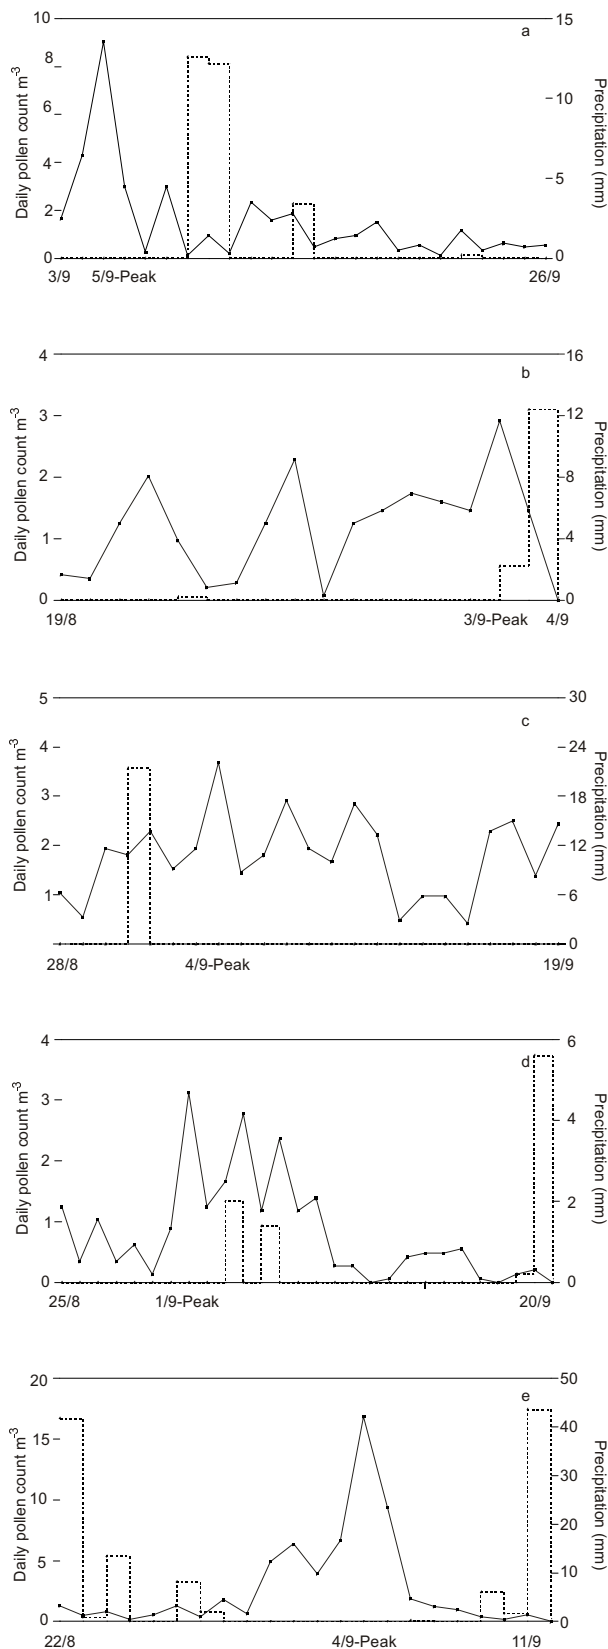 10
15
a
8
10
6
4
5
2
0
0
Daily pollen count m-3
Precipitation (mm)
3/9 5/9-Peak 26/9
4
16
b
3
12
2
8
1
4
0
0
Daily pollen count m-3
Precipitation (mm)
19/8 3/9-Peak 4/9
5
30
c
4
24
3
18
2
12
1
6
0
Daily pollen count m-3
Precipitation (mm)
28/8 4/9-Peak 19/9
4
6
d
3
4
2
2
1
0
0
Daily pollen count m-3
Precipitation (mm)
25/8 1/9-Peak 20/9
20
50
e
15
40
30
10
20
5
10
0
0
Daily pollen count m-3
Precipitation (mm)
22/8 4/9-Peak 11/9